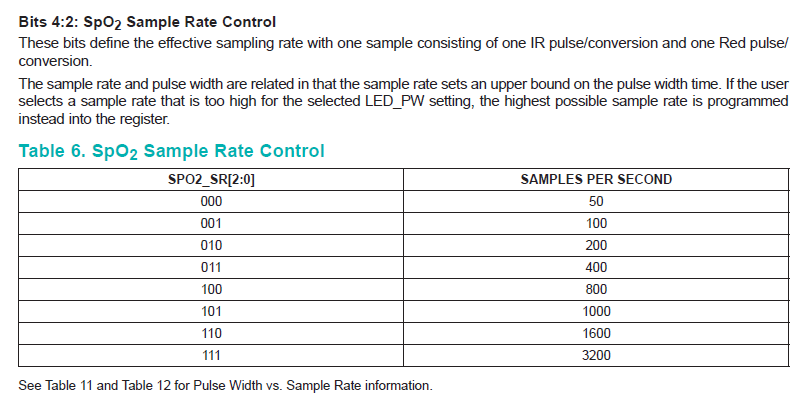 Bits 4:2: SpO2 Sample Rate Control
These bits define the effective sampling rate with one sample consisting of one IR pulse/conversion and one Red pulse/
conversion.
The sample rate and pulse width are related in that the sample rate sets an upper bound on the pulse width time. If the user
selects a sample rate that is too high for the selected LED_PW setting, the highest possible sample rate is programmed
instead into the register.
Table 6. SpO2 Sample Rate Control
SPO2_SR[2:0] SAMPLES PER SECOND
000 50
001 100
010 200
011 400
100 800
101 1000
110 1600
111 3200
See Table 11 and Table 12 for Pulse Width vs. Sample Rate information.